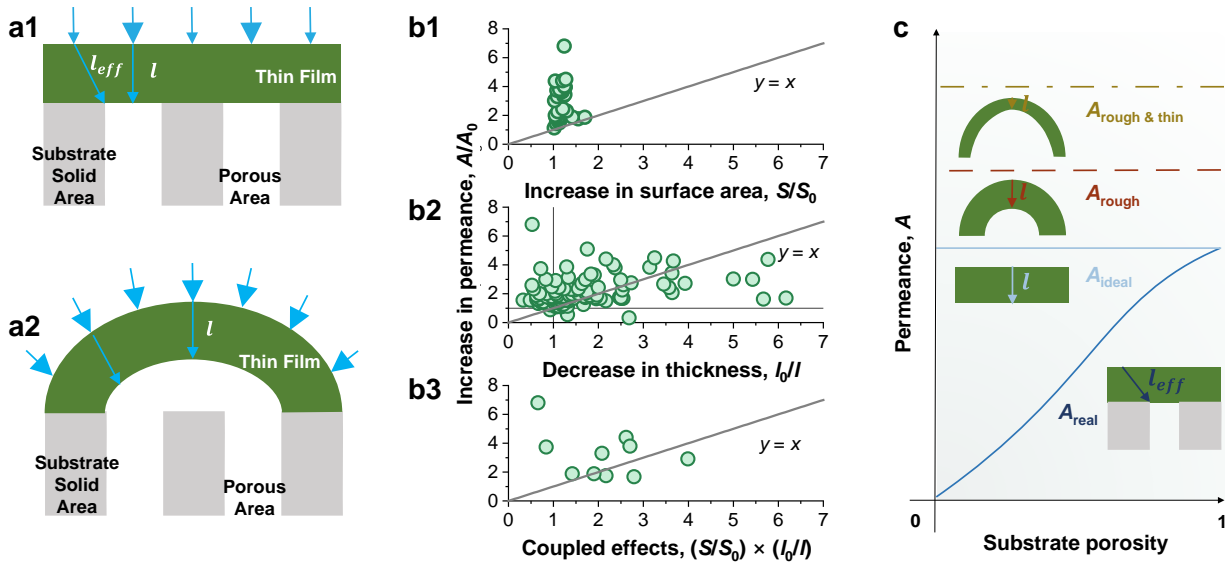 a1
l_eff
l
Thin Film
Substrate
Solid
Area
Porous
Area
a2
l
Thin Film
Substrate
Solid
Area
Porous
Area
Increase in permeance, A/A0
b1
8
6
4
2
0
y = x
0 1 2 3 4 5 6 7
Increase in surface area, S/S0
b2
8
6
4
2
0
y = x
0 1 2 3 4 5 6 7
Decrease in thickness, l0/l
b3
8
6
4
2
0
y = x
0 1 2 3 4 5 6 7
Coupled effects, (S/S0) × (l0/l)
c
Permeance, A
l
A rough & thin
l
A rough
l
A ideal
l_eff
A real
0
1
Substrate porosity